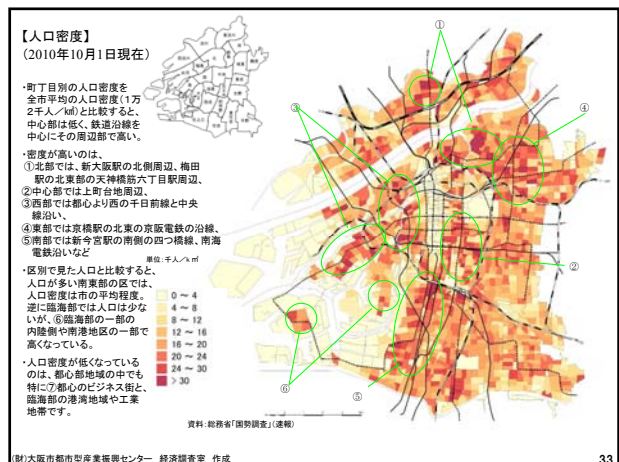 【人口密度】
(2010年10月1日現在)
・町丁目別の人口密度を
全市平均の人口密度(1万
2千人／k㎡)と比較すると、
中心部は低く、鉄道沿線を
中心にその周辺部で高い。
・密度が高いのは、
①北部では、新大阪駅の北側周辺、梅田
駅の北東部の天神橋筋六丁目駅周辺、
②中心部では上町台地周辺、
③西部では都心より西の千日前線と中央
線沿い、
④東部では京橋駅の北東の京阪電鉄の沿線、
⑤南部では新今宮駅の南側の四つ橋線、南海
電鉄沿いなど
・区別で見た人口と比較すると、
人口が多い南東部の区では、
人口密度は市の平均程度。
逆に臨海部では人口は少な
いが、⑥臨海部の一部の
内陸側や南港地区の一部で
高くなっている。
・人口密度が低くなっている
のは、都心部地域の中でも
特に⑦都心のビジネス街と、
臨海部の港湾地域や工業
地帯です。
単位：千人／k㎡
0 ～ 4
4 ～ 8
8 ～ 12
12 ～ 16
16 ～ 20
20 ～ 24
24 ～ 30
＞30
①
③
④
②
⑥
⑤
資料：総務省「国勢調査」(速報)
(財)大阪市都市型産業振興センター　経済調査室　作成
33